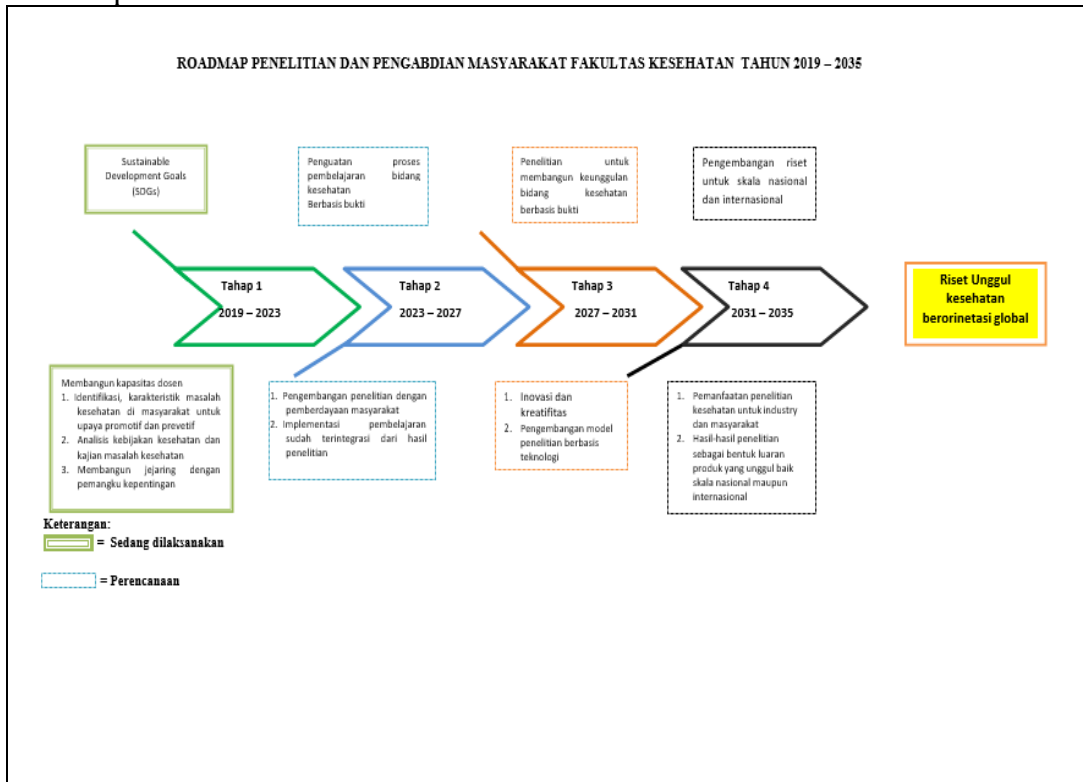 ROADMAP PENELITIAN DAN PENGABDIAN MASYARAKAT FAKULTAS KESEHATAN TAHUN 2019 – 2035
Sustainable
Development Goals
(SDGs)
Penguatan proses
pembelajaran bidang
kesehatan
Berbasis bukti
Penelitian untuk
membangun keunggulan
bidang kesehatan
berbasis bukti
Pengembangan riset
untuk skala nasional
dan internasional
Tahap 1
2019 – 2023
Tahap 2
2023 – 2027
Tahap 3
2027 – 2031
Tahap 4
2031 – 2035
Riset Unggul
kesehatan
berorinetasi global
Membangun kapasitas dosen
1. Identifikasi, karakteristik masalah
kesehatan di masyarakat untuk
upaya promotif dan prevetif
2. Analisis kebijakan kesehatan dan
kajian masalah kesehatan
3. Membangun jejaring dengan
pemangku kepentingan
1. Pengembangan penelitian dengan
pemberdayaan masyarakat
2. Implementasi pembelajaran
sudah terintegrasi dari hasil
penelitian
1. Inovasi dan
kreatifitas
2. Pengembangan model
penelitian berbasis
teknologi
1. Pemanfaatan penelitian
kesehatan untuk industry
dan masyarakat
2. Hasil-hasil penelitian
sebagai bentuk luaran
produk yang unggul baik
skala nasional maupun
internasional
Keterangan:
= Sedang dilaksanakan
= Perencanaan